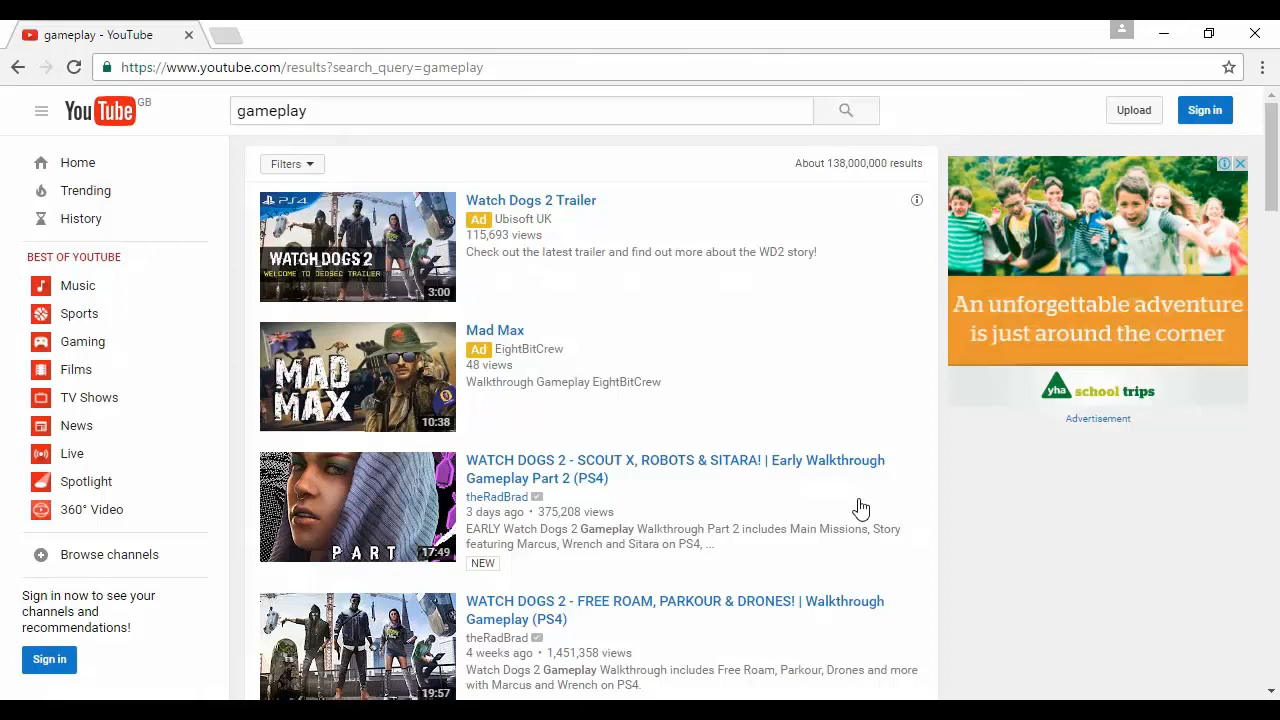 gameplay - YouTube
https://www.youtube.com/results?search_query=gameplay
YouTube GB
gameplay
Upload
Sign in
Home
Trending
History
BEST OF YOUTUBE
Music
Sports
Gaming
Films
TV Shows
News
Live
Spotlight
360° Video
Browse channels
Sign in now to see your
channels and
recommendations!
Sign in
Filters
About 138,000,000 results
PS4
WATCH DOGS 2
WELCOME TO DEDSEC TRAILER
3:00
Watch Dogs 2 Trailer
Ad Ubisoft UK
115,693 views
Check out the latest trailer and find out more about the WD2 story!
MAD
MAX
10:38
Mad Max
Ad EightBitCrew
48 views
Walkthrough Gameplay EightBitCrew
PART
17:49
WATCH DOGS 2 - SCOUT X, ROBOTS & SITARA! | Early Walkthrough
Gameplay Part 2 (PS4)
theRadBrad
3 days ago • 375,208 views
EARLY Watch Dogs 2 Gameplay Walkthrough Part 2 includes Main Missions, Story
featuring Marcus, Wrench and Sitara on PS4, ...
NEW
19:57
WATCH DOGS 2 - FREE ROAM, PARKOUR & DRONES! | Walkthrough
Gameplay (PS4)
theRadBrad
4 weeks ago • 1,451,358 views
Watch Dogs 2 Gameplay Walkthrough includes Free Roam, Parkour, Drones and more
with Marcus and Wrench on PS4.
An unforgettable adventure
is just around the corner
yha school trips
Advertisement